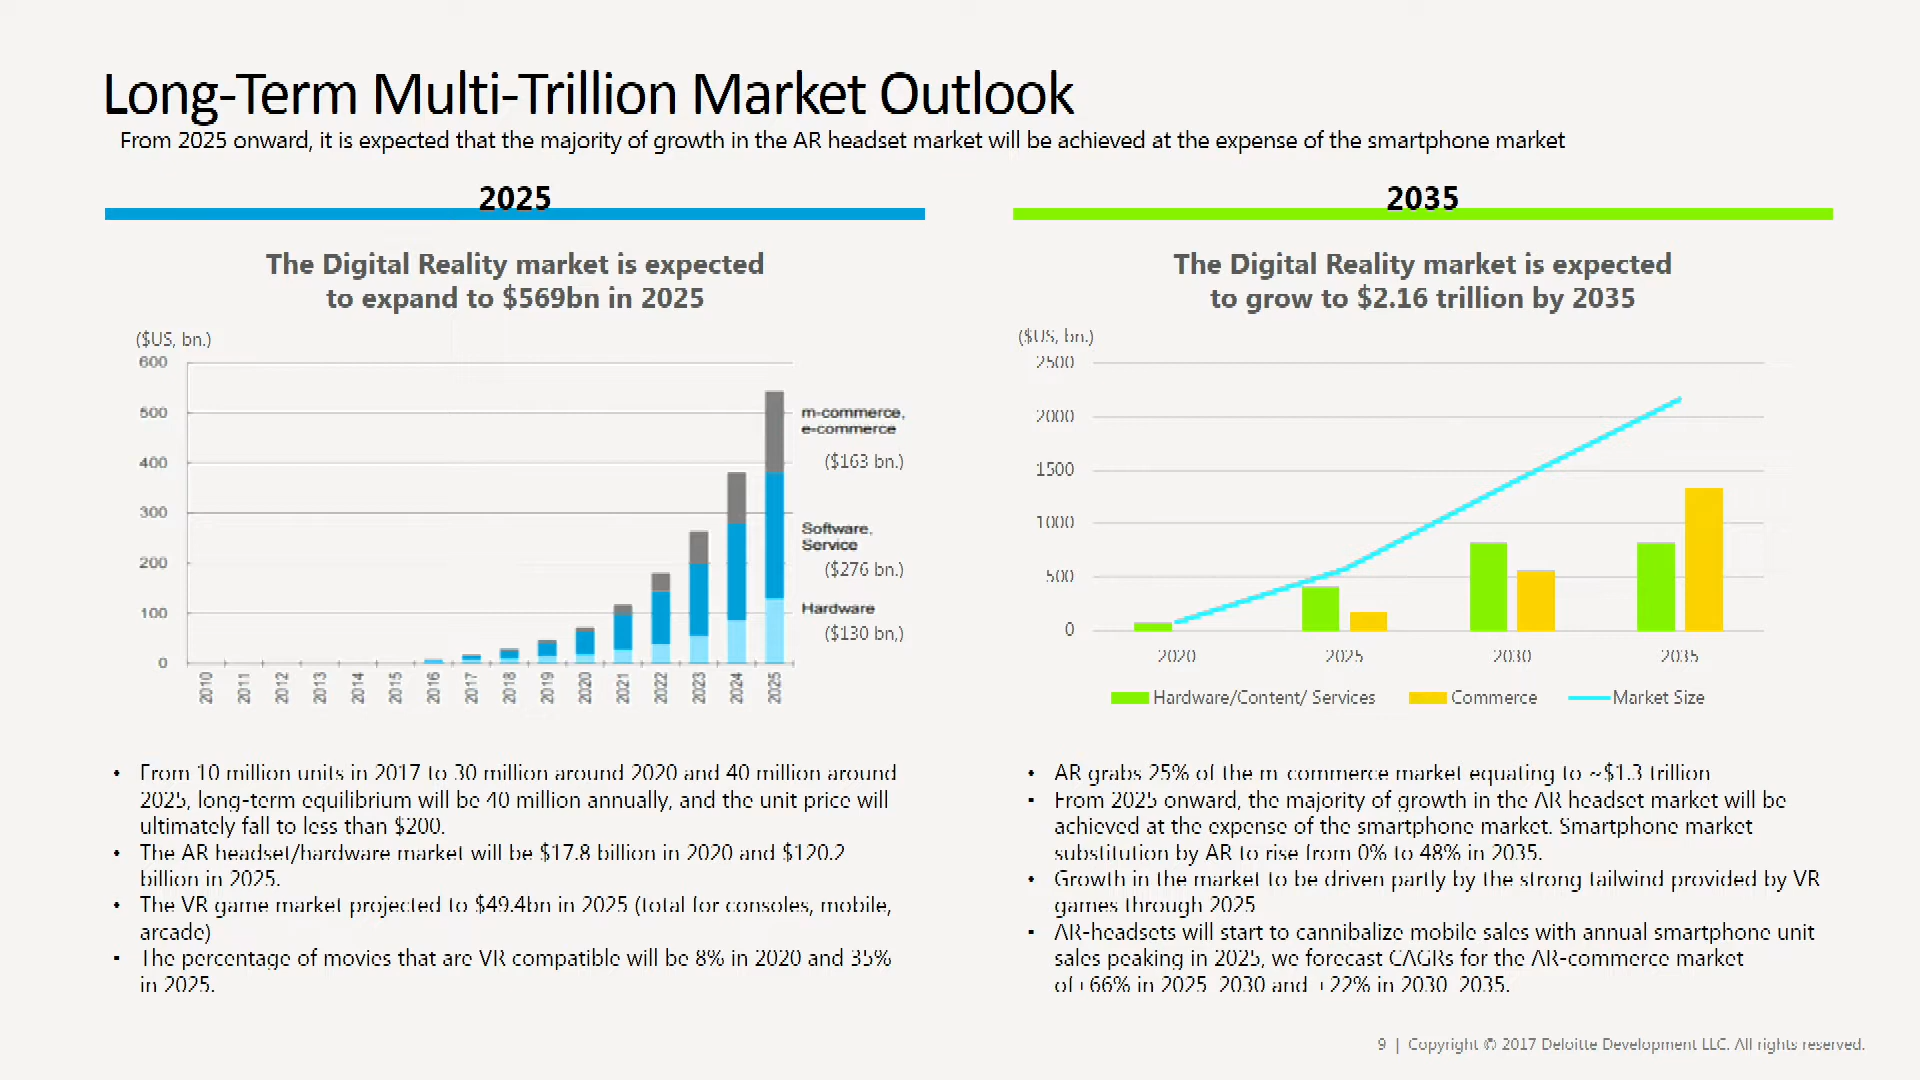 Long-Term Multi-Trillion Market Outlook
From 2025 onward, it is expected that the majority of growth in the AR headset market will be achieved at the expense of the smartphone market
2025
The Digital Reality market is expected
to expand to $569bn in 2025
($US, bn.)
600
500
400
300
200
100
0
2010 2011 2012 2013 2014 2015 2016 2017 2018 2019 2020 2021 2022 2023 2024 2025
m-commerce,
e-commerce
($163 bn.)
Software,
Service
($276 bn.)
Hardware
($130 bn,)
• From 10 million units in 2017 to 30 million around 2020 and 40 million around
2025, long-term equilibrium will be 40 million annually, and the unit price will
ultimately fall to less than $200.
• The AR headset/hardware market will be $17.8 billion in 2020 and $120.2
billion in 2025.
• The VR game market projected to $49.4bn in 2025 (total for consoles, mobile,
arcade)
• The percentage of movies that are VR compatible will be 8% in 2020 and 35%
in 2025.
2035
The Digital Reality market is expected
to grow to $2.16 trillion by 2035
($US, bn.)
2500
2000
1500
1000
500
0
2020 2025 2030 2035
Hardware/Content/ Services Commerce Market Size
• AR grabs 25% of the m-commerce market equating to ~$1.3 trillion
• From 2025 onward, the majority of growth in the AR headset market will be
achieved at the expense of the smartphone market. Smartphone market
substitution by AR to rise from 0% to 48% in 2035.
• Growth in the market to be driven partly by the strong tailwind provided by VR
games through 2025
• AR-headsets will start to cannibalize mobile sales with annual smartphone unit
sales peaking in 2025, we forecast CAGRs for the AR-commerce market
of+66% in 2025-2030 and +22% in 2030-2035.
9 | Copyright © 2017 Deloitte Development LLC. All rights reserved.